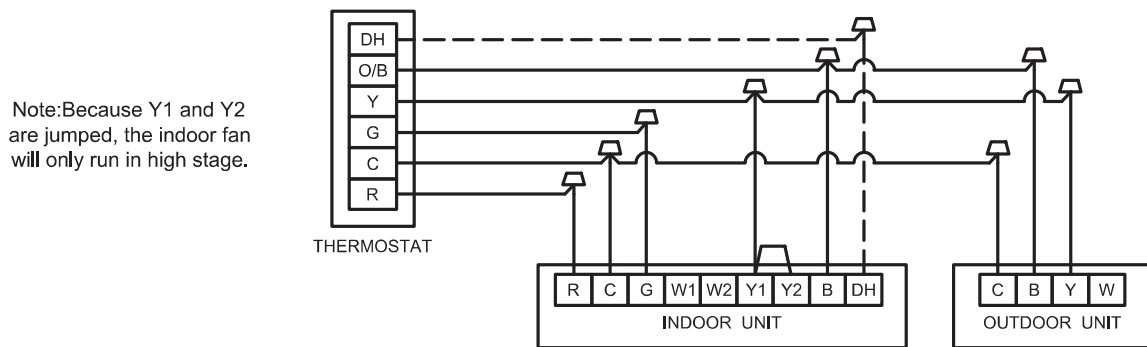 Note:Because Y1 and Y2
are jumped, the indoor fan
will only run in high stage.
DH
O/B
Y
G
C
R
THERMOSTAT
R C G W1 W2 Y1 Y2 B DH
INDOOR UNIT
C B Y W
OUTDOOR UNIT